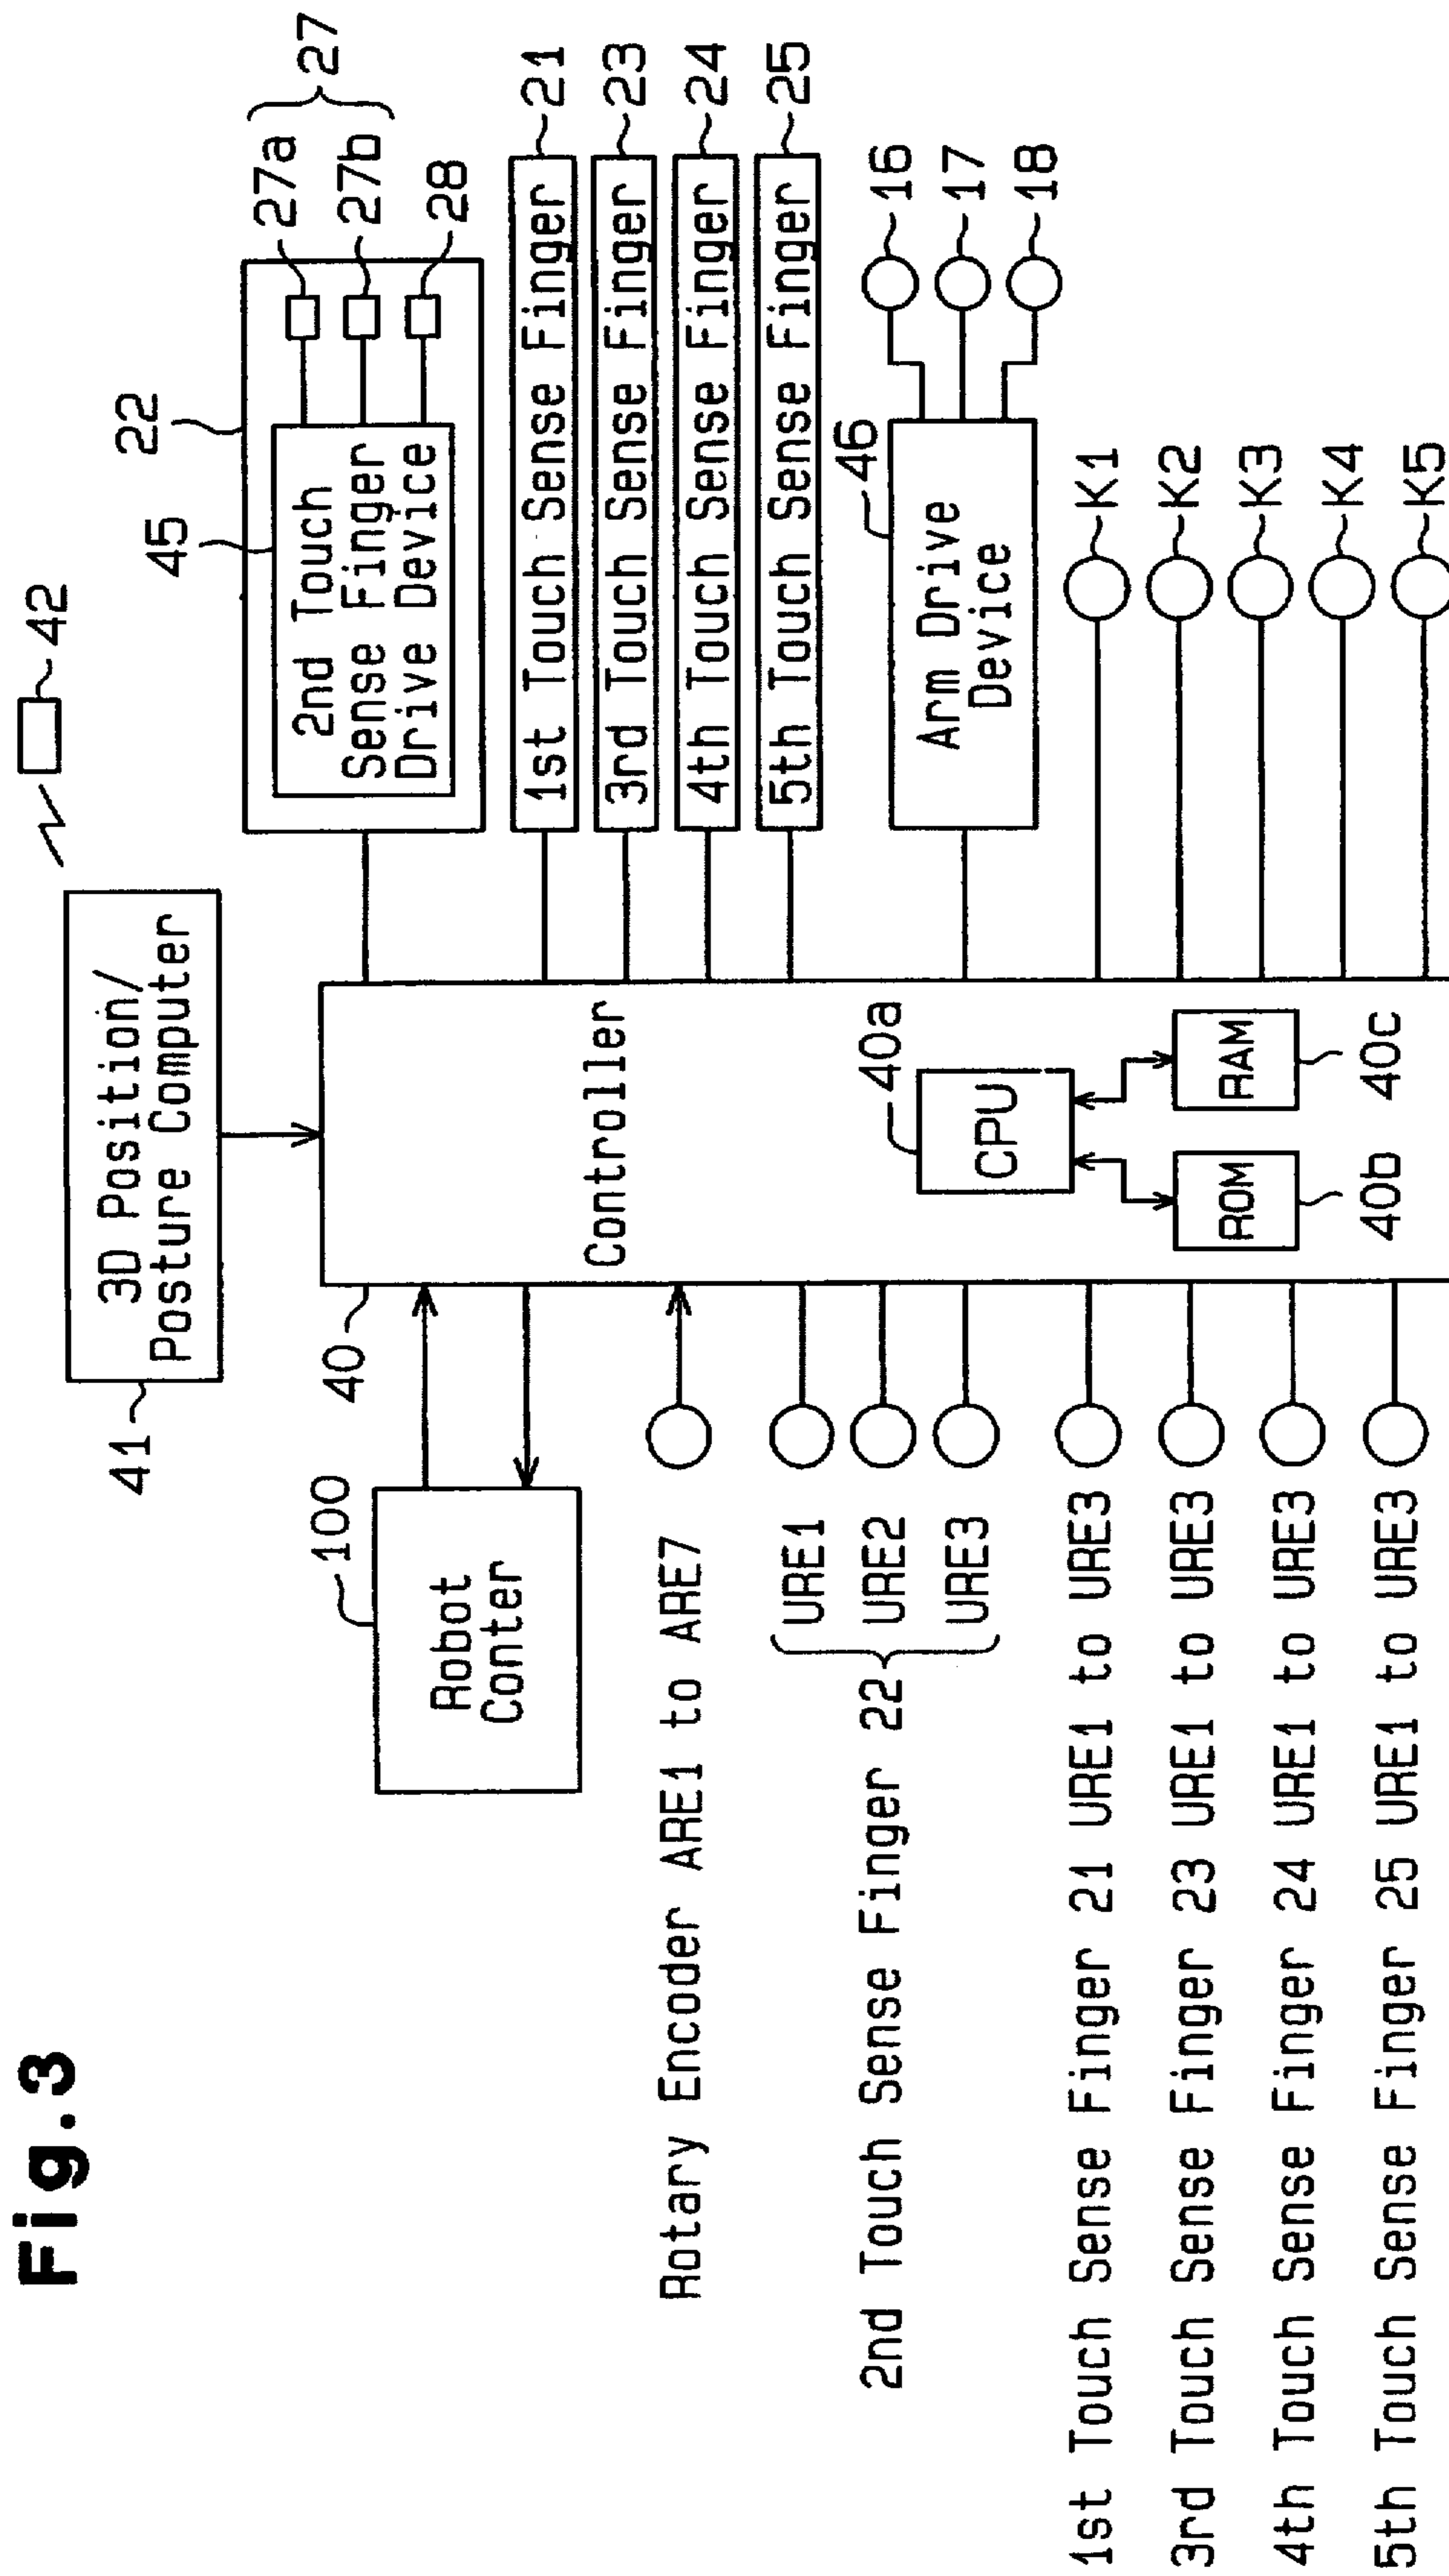 Fig.3
41
3D Position/
Posture Computer
42
100
Robot
Conter
40
Controller
40a
CPU
ROM
RAM
40b
40c
22
45
2nd Touch
Sense Finger
Drive Device
27a
27b
27
28
1st Touch Sense Finger
21
3rd Touch Sense Finger
23
4th Touch Sense Finger
24
5th Touch Sense Finger
25
46
Arm Drive
Device
16
17
18
K1
K2
K3
K4
K5
Rotary Encoder ARE1 to ARE7
2nd Touch Sense Finger 22
URE1
URE2
URE3
1st Touch Sense Finger 21 URE1 to URE3
3rd Touch Sense Finger 23 URE1 to URE3
4th Touch Sense Finger 24 URE1 to URE3
5th Touch Sense Finger 25 URE1 to URE3